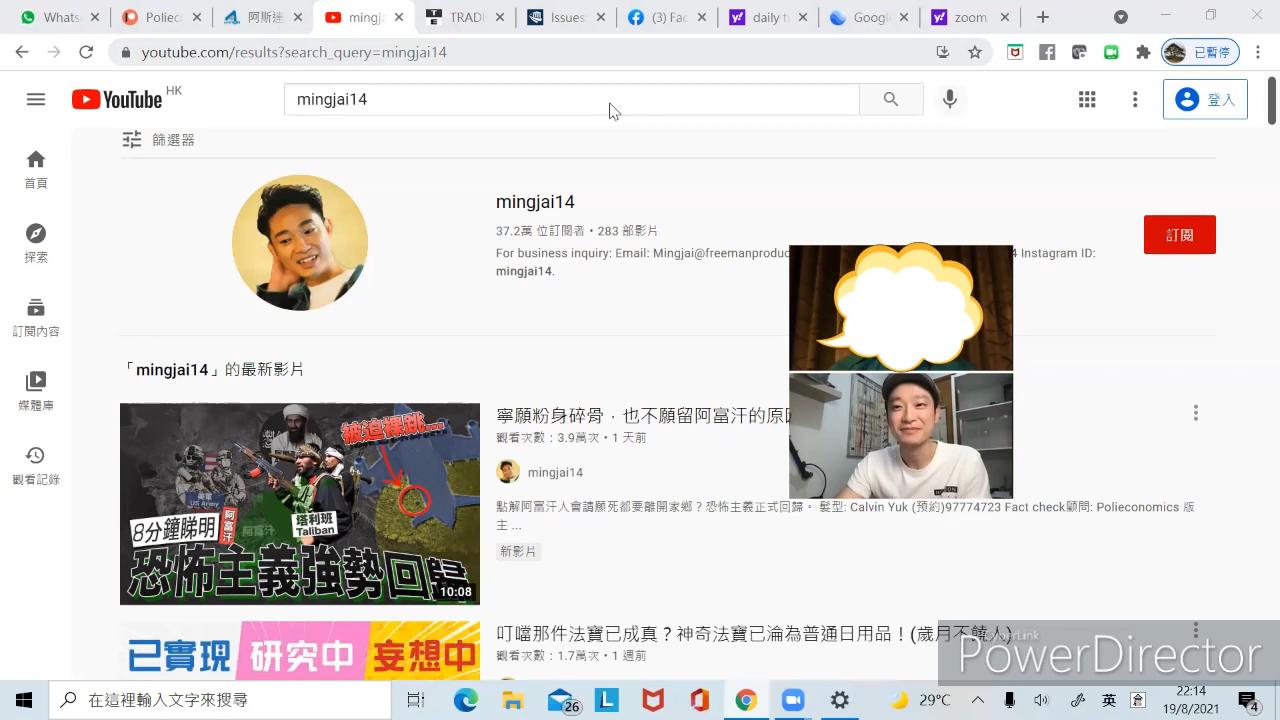 Whats
Poliec
阿斯達
mingj
TRADI
Issues
(3) Fac
daily t
Googl
zoom
youtube.com/results?search_query=mingjai14
已暫停
YouTube HK
mingjai14
登入
篩選器
首頁
探索
訂閱內容
媒體庫
觀看記錄
mingjai14
37.2萬 位訂閱者 • 283 部影片
For business inquiry: Email: Mingjai@freemanproduc
4 Instagram ID:
mingjai14.
訂閱
「mingjai14」的最新影片
被迫裸跳....
阿富汗
塔利班
Taliban
8分鐘睇明
恐怖主義強勢回歸
10:08
寧願粉身碎骨，也不願留阿富汗的原因
觀看次數：3.9萬次 • 1 天前
mingjai14
點解阿富汗人會請願死都要離開家鄉？恐怖主義正式回歸。 髮型: Calvin Yuk (預約)97774723 Fact check顧問: Polieconomics 版
主 ...
新影片
已實現
研究中
妄想中
叮噹那件法寶已成真？神奇法寶已淪為普通日用品！(歲月不饒人)
觀看次數：1.7萬次 • 1 週前
CyberLink
PowerDirector
在這裡輸入文字來搜尋
26
29°C
英
22:14
19/8/2021
4